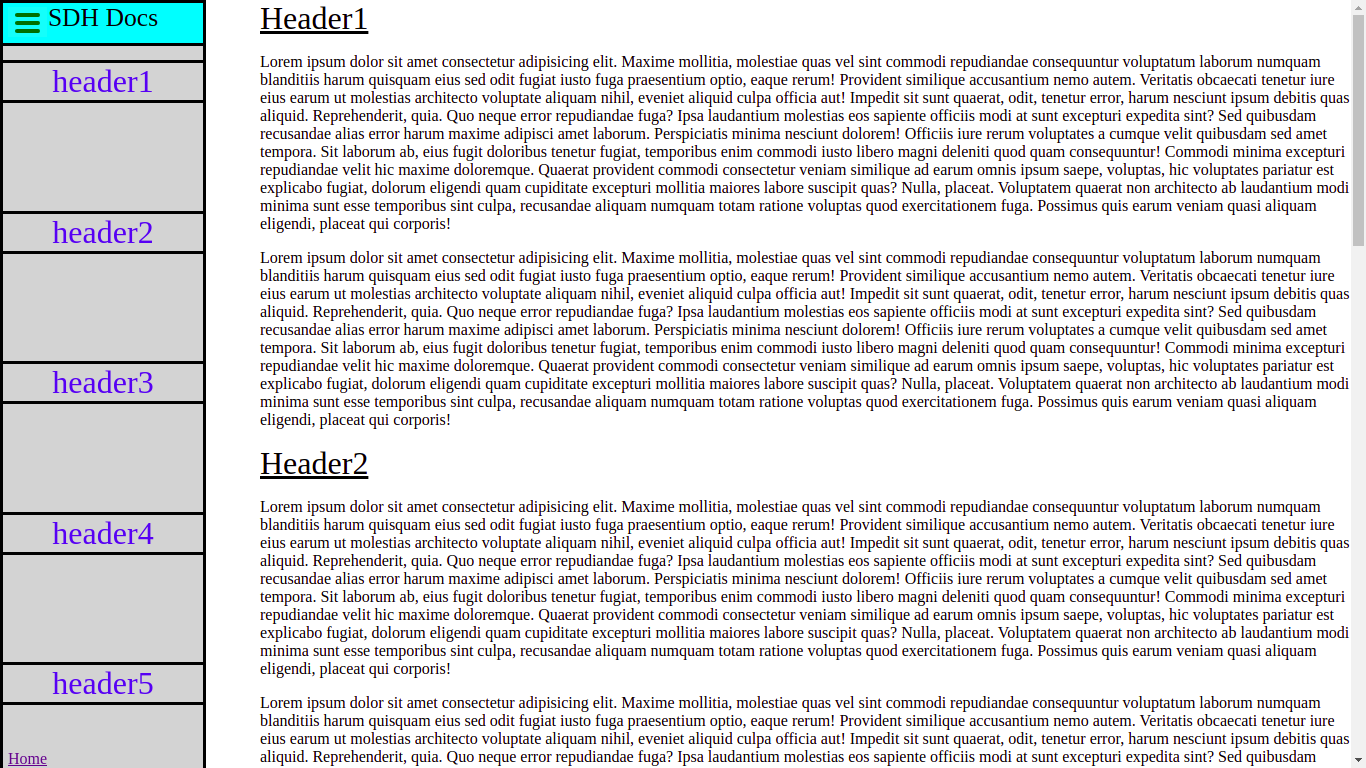 SDH Docs
header1
header2
header3
header4
header5
Home
Header1
Lorem ipsum dolor sit amet consectetur adipisicing elit. Maxime mollitia, molestiae quas vel sint commodi repudiandae consequuntur voluptatum laborum numquam
blanditiis harum quisquam eius sed odit fugiat iusto fuga praesentium optio, eaque rerum! Provident similique accusantium nemo autem. Veritatis obcaecati tenetur iure
eius earum ut molestias architecto voluptate aliquam nihil, eveniet aliquid culpa officia aut! Impedit sit sunt quaerat, odit, tenetur error, harum nesciunt ipsum debitis quas
aliquid. Reprehenderit, quia. Quo neque error repudiandae fuga? Ipsa laudantium molestias eos sapiente officiis modi at sunt excepturi expedita sint? Sed quibusdam
recusandae alias error harum maxime adipisci amet laborum. Perspiciatis minima nesciunt dolorem! Officiis iure rerum voluptates a cumque velit quibusdam sed amet
tempora. Sit laborum ab, eius fugit doloribus tenetur fugiat, temporibus enim commodi iusto libero magni deleniti quod quam consequuntur! Commodi minima excepturi
repudiandae velit hic maxime doloremque. Quaerat provident commodi consectetur veniam similique ad earum omnis ipsum saepe, voluptas, hic voluptates pariatur est
explicabo fugiat, dolorum eligendi quam cupiditate excepturi mollitia maiores labore suscipit quas? Nulla, placeat. Voluptatem quaerat non architecto ab laudantium modi
minima sunt esse temporibus sint culpa, recusandae aliquam numquam totam ratione voluptas quod exercitationem fuga. Possimus quis earum veniam quasi aliquam
eligendi, placeat qui corporis!
Lorem ipsum dolor sit amet consectetur adipisicing elit. Maxime mollitia, molestiae quas vel sint commodi repudiandae consequuntur voluptatum laborum numquam
blanditiis harum quisquam eius sed odit fugiat iusto fuga praesentium optio, eaque rerum! Provident similique accusantium nemo autem. Veritatis obcaecati tenetur iure
eius earum ut molestias architecto voluptate aliquam nihil, eveniet aliquid culpa officia aut! Impedit sit sunt quaerat, odit, tenetur error, harum nesciunt ipsum debitis quas
aliquid. Reprehenderit, quia. Quo neque error repudiandae fuga? Ipsa laudantium molestias eos sapiente officiis modi at sunt excepturi expedita sint? Sed quibusdam
recusandae alias error harum maxime adipisci amet laborum. Perspiciatis minima nesciunt dolorem! Officiis iure rerum voluptates a cumque velit quibusdam sed amet
tempora. Sit laborum ab, eius fugit doloribus tenetur fugiat, temporibus enim commodi iusto libero magni deleniti quod quam consequuntur! Commodi minima excepturi
repudiandae velit hic maxime doloremque. Quaerat provident commodi consectetur veniam similique ad earum omnis ipsum saepe, voluptas, hic voluptates pariatur est
explicabo fugiat, dolorum eligendi quam cupiditate excepturi mollitia maiores labore suscipit quas? Nulla, placeat. Voluptatem quaerat non architecto ab laudantium modi
minima sunt esse temporibus sint culpa, recusandae aliquam numquam totam ratione voluptas quod exercitationem fuga. Possimus quis earum veniam quasi aliquam
eligendi, placeat qui corporis!
Header2
Lorem ipsum dolor sit amet consectetur adipisicing elit. Maxime mollitia, molestiae quas vel sint commodi repudiandae consequuntur voluptatum laborum numquam
blanditiis harum quisquam eius sed odit fugiat iusto fuga praesentium optio, eaque rerum! Provident similique accusantium nemo autem. Veritatis obcaecati tenetur iure
eius earum ut molestias architecto voluptate aliquam nihil, eveniet aliquid culpa officia aut! Impedit sit sunt quaerat, odit, tenetur error, harum nesciunt ipsum debitis quas
aliquid. Reprehenderit, quia. Quo neque error repudiandae fuga? Ipsa laudantium molestias eos sapiente officiis modi at sunt excepturi expedita sint? Sed quibusdam
recusandae alias error harum maxime adipisci amet laborum. Perspiciatis minima nesciunt dolorem! Officiis iure rerum voluptates a cumque velit quibusdam sed amet
tempora. Sit laborum ab, eius fugit doloribus tenetur fugiat, temporibus enim commodi iusto libero magni deleniti quod quam consequuntur! Commodi minima excepturi
repudiandae velit hic maxime doloremque. Quaerat provident commodi consectetur veniam similique ad earum omnis ipsum saepe, voluptas, hic voluptates pariatur est
explicabo fugiat, dolorum eligendi quam cupiditate excepturi mollitia maiores labore suscipit quas? Nulla, placeat. Voluptatem quaerat non architecto ab laudantium modi
minima sunt esse temporibus sint culpa, recusandae aliquam numquam totam ratione voluptas quod exercitationem fuga. Possimus quis earum veniam quasi aliquam
eligendi, placeat qui corporis!
Lorem ipsum dolor sit amet consectetur adipisicing elit. Maxime mollitia, molestiae quas vel sint commodi repudiandae consequuntur voluptatum laborum numquam
blanditiis harum quisquam eius sed odit fugiat iusto fuga praesentium optio, eaque rerum! Provident similique accusantium nemo autem. Veritatis obcaecati tenetur iure
eius earum ut molestias architecto voluptate aliquam nihil, eveniet aliquid culpa officia aut! Impedit sit sunt quaerat, odit, tenetur error, harum nesciunt ipsum debitis quas
aliquid. Reprehenderit, quia. Quo neque error repudiandae fuga? Ipsa laudantium molestias eos sapiente officiis modi at sunt excepturi expedita sint? Sed quibusdam